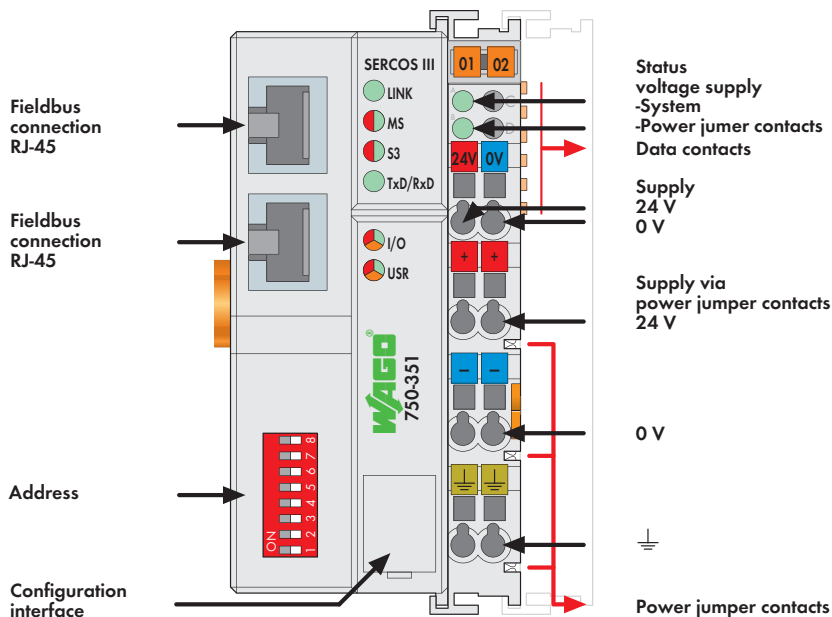 Fieldbus
connection
RJ-45
Fieldbus
connection
RJ-45
Address
Configuration
interface
SERCOS III
LINK
MS
S3
TxD/RxD
I/O
USR
WAGO®
750-351
ON
1 2 3 4 5 6 7 8
01 02
A C
B D
24V 0V
+ +
– –
Status
voltage supply
-System
-Power jumer contacts
Data contacts
Supply
24 V
0 V
Supply via
power jumper contacts
24 V
0 V
Power jumper contacts